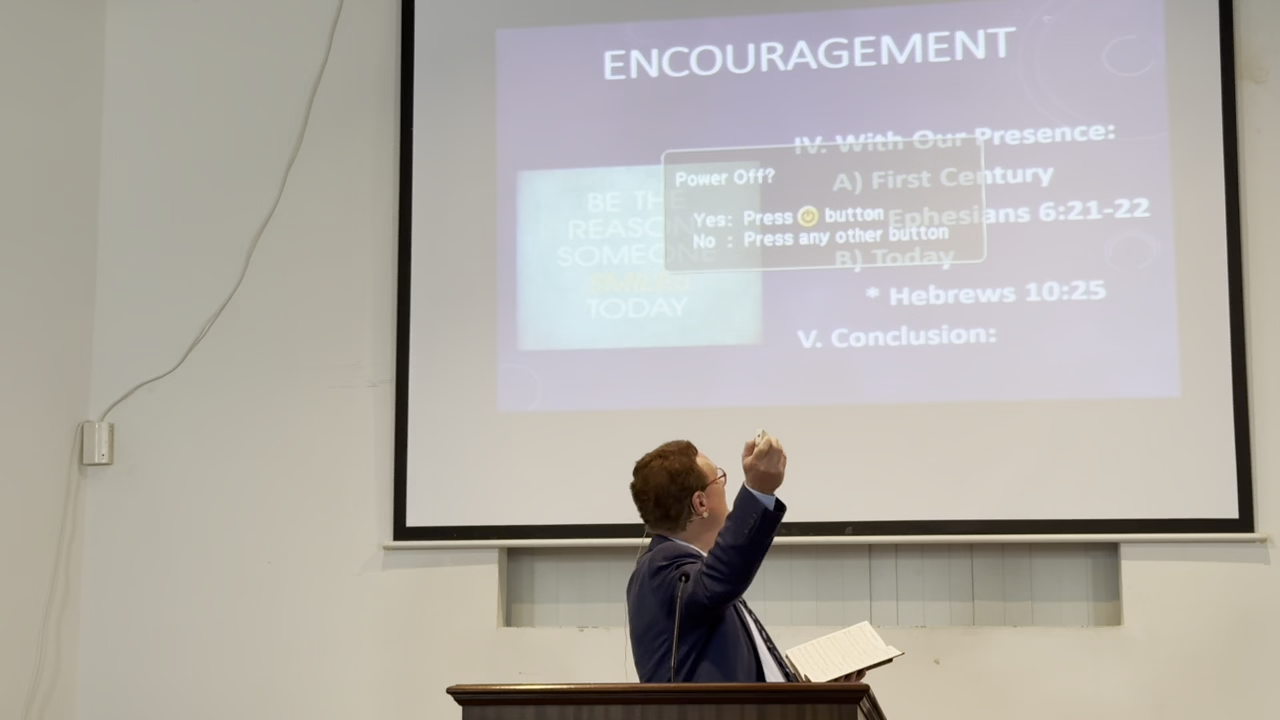 ENCOURAGEMENT
IV. With Our Presence:
A) First Century
Ephesians 6:21-22
B) Today
* Hebrews 10:25
V. Conclusion:
Power Off?
Yes: Press button
No : Press any other button
BE THE
REASON
SOMEONE
SMILES
TODAY